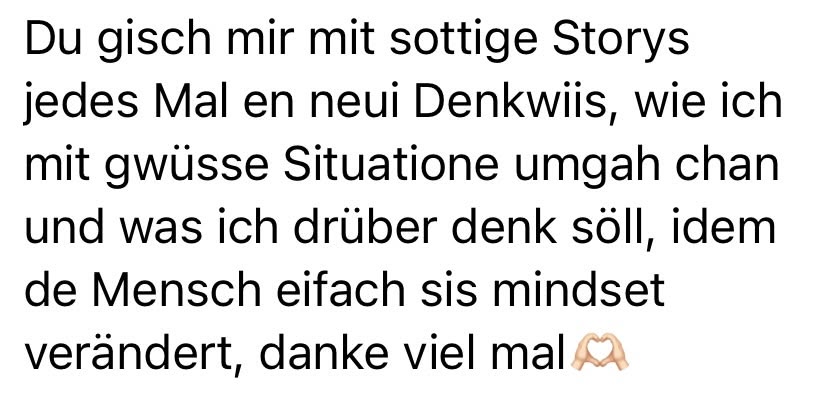 Du gisch mir mit sottige Storys
jedes Mal en neui Denkwiis, wie ich
mit gwüsse Situatione umgah chan
und was ich drüber denk söll, idem
de Mensch eifach sis mindset
verändert, danke viel mal🫶🏻